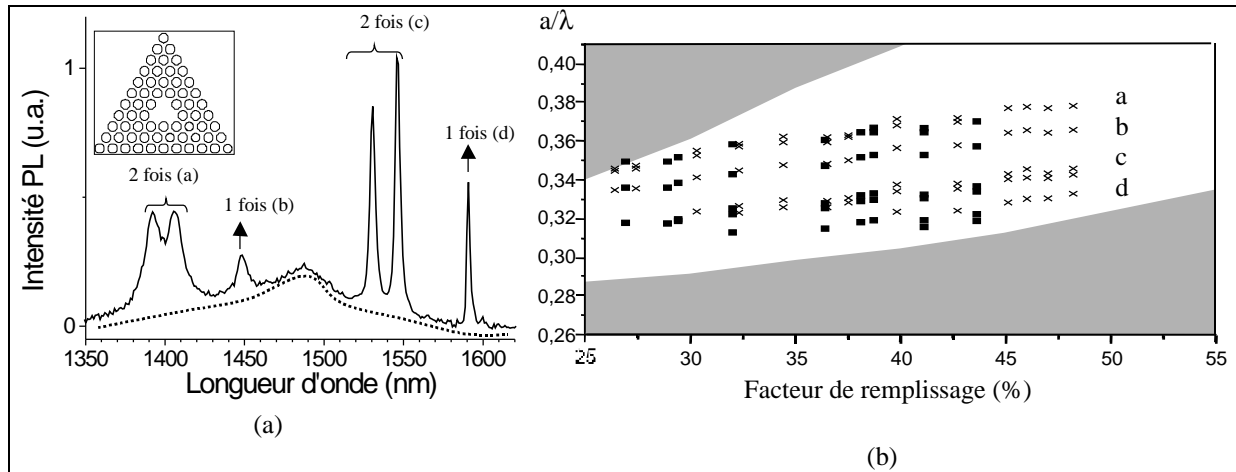 2 fois (c)
1
1 fois (d)
2 fois (a)
1 fois (b)
0
Intensité PL (u.a.)
1350 1400 1450 1500 1550 1600
Longueur d'onde (nm)
(a)
a/λ
0,40
0,38
0,36
0,34
0,32
0,30
0,28
0,26
a
b
c
d
25 30 35 40 45 50 55
Facteur de remplissage (%)
(b)